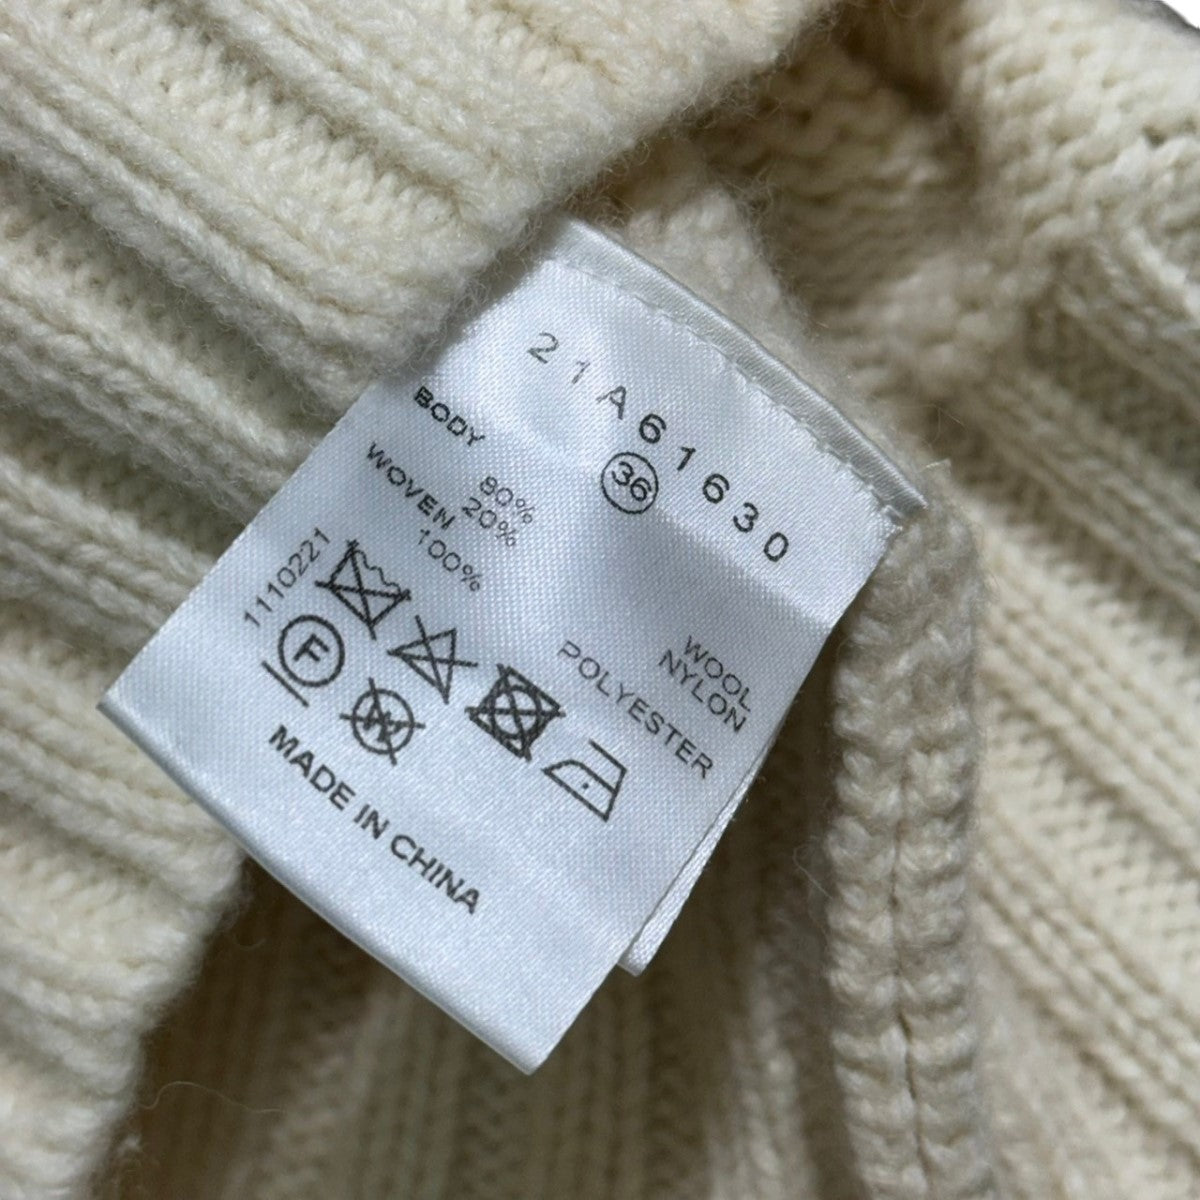 21A61630
36
BODY
80% WOOL
20% NYLON
WOVEN
100% POLYESTER
1110221
F
W
MADE IN CHINA